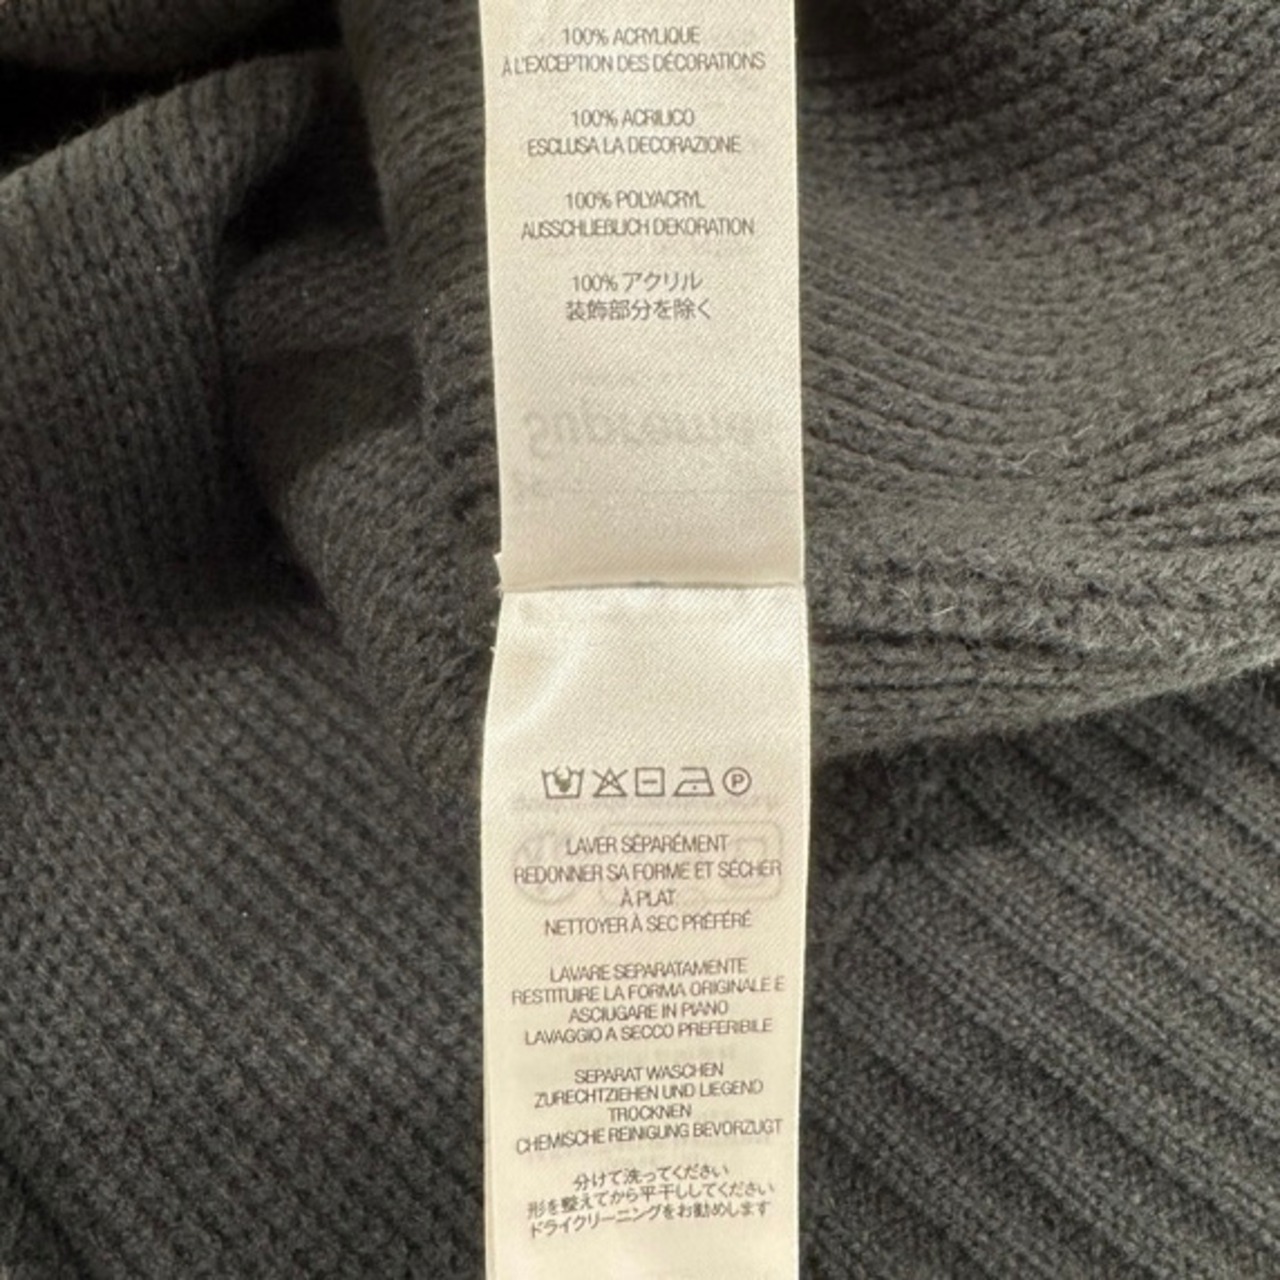 100% ACRYLIQUE
À L'EXCEPTION DES DÉCORATIONS
100% ACRILICO
ESCLUSA LA DECORAZIONE
100% POLYACRYL
AUSSCHLIEBLICH DEKORATION
100% アクリル
装飾部分を除く
Supreme
P
LAVER SÉPARÉMENT
REDONNER SA FORME ET SÉCHER
À PLAT
NETTOYER À SEC PRÉFÉRÉ
LAVARE SEPARATAMENTE
RESTITUIRE LA FORMA ORIGINALE E
ASCIUGARE IN PIANO
LAVAGGIO A SECCO PREFERIBILE
SEPARAT WASCHEN
ZURECHTZIEHEN UND LIEGEND
TROCKNEN
CHEMISCHE REINIGUNG BEVORZUGT
分けて洗ってください
形を整えてから平干ししてください
ドライクリーニングをお勧めします